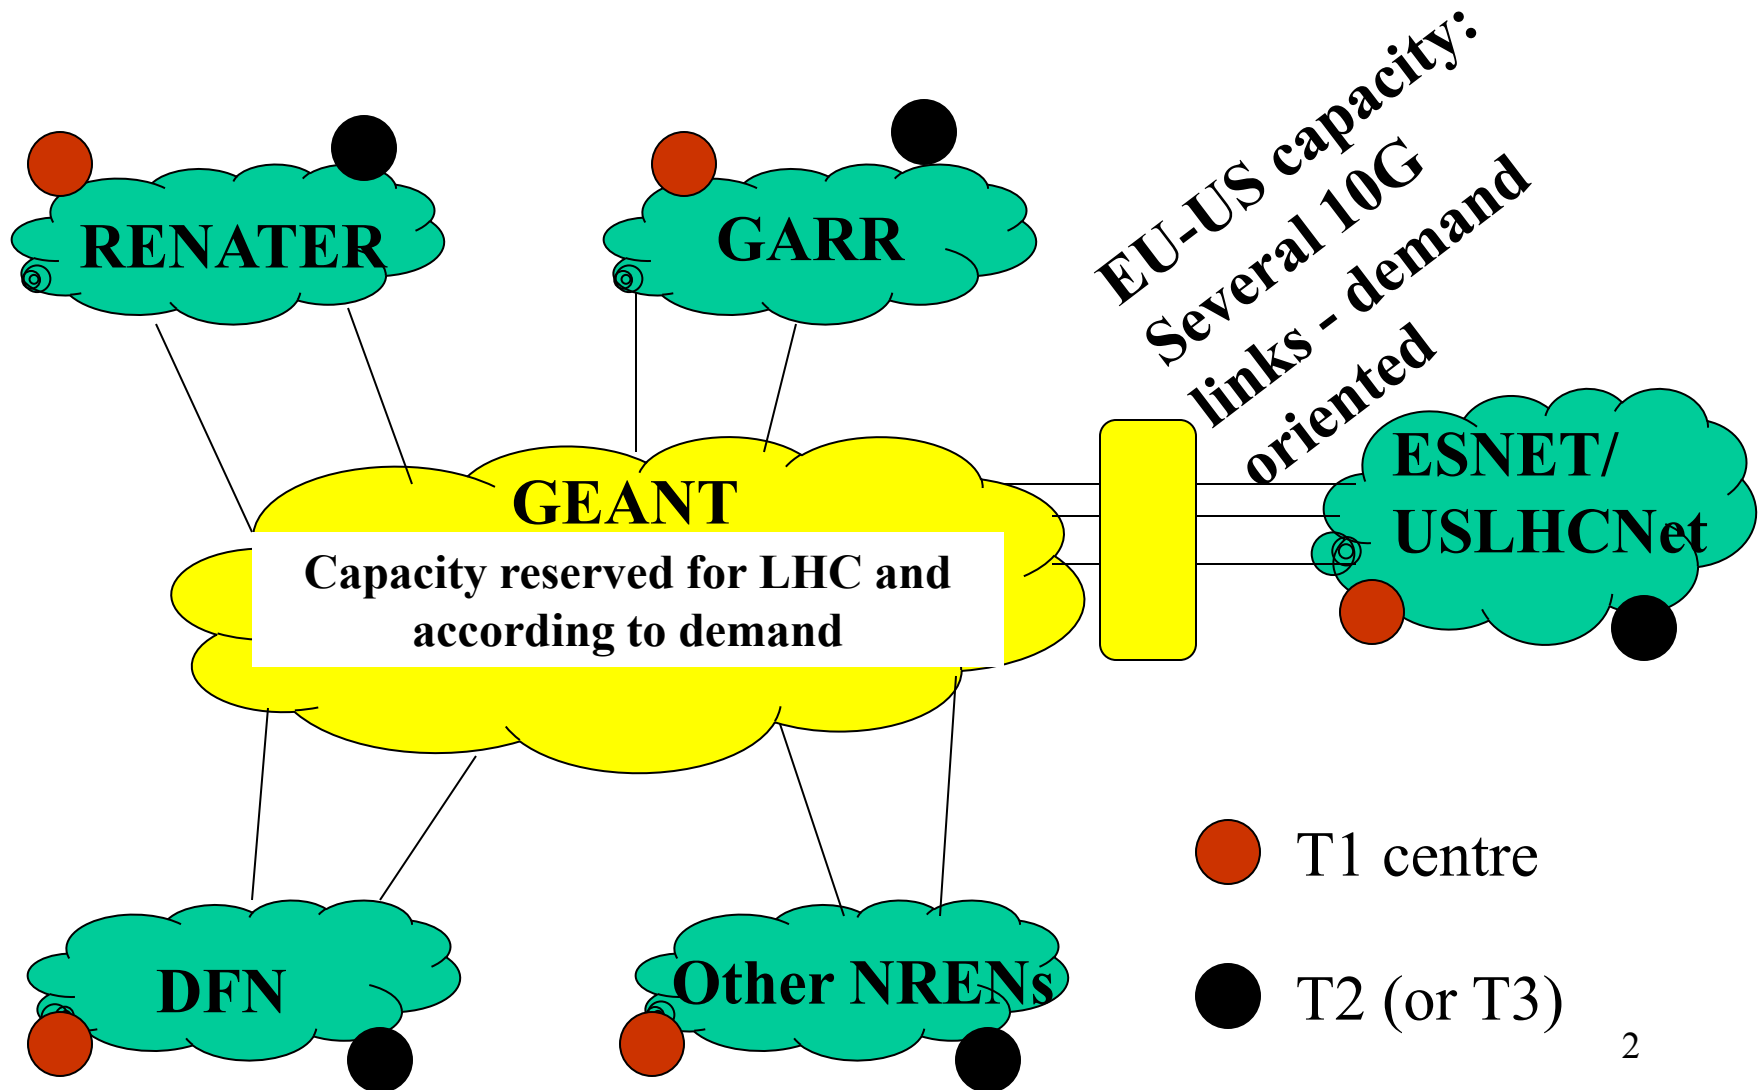 EU-US capacity:
Several 10G
links - demand
oriented
RENATER
GARR
GEANT
Capacity reserved for LHC and
according to demand
ESNET/
USLHCNet
DFN
Other NRENs
T1 centre
T2 (or T3)
2